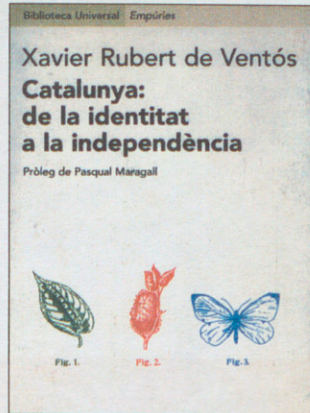 Biblioteca Universal Empúries
Xavier Rubert de Ventós
Catalunya:
de la identitat
a la independència
Pròleg de Pasqual Maragall
Fig. 1. Fig. 2. Fig. 3.